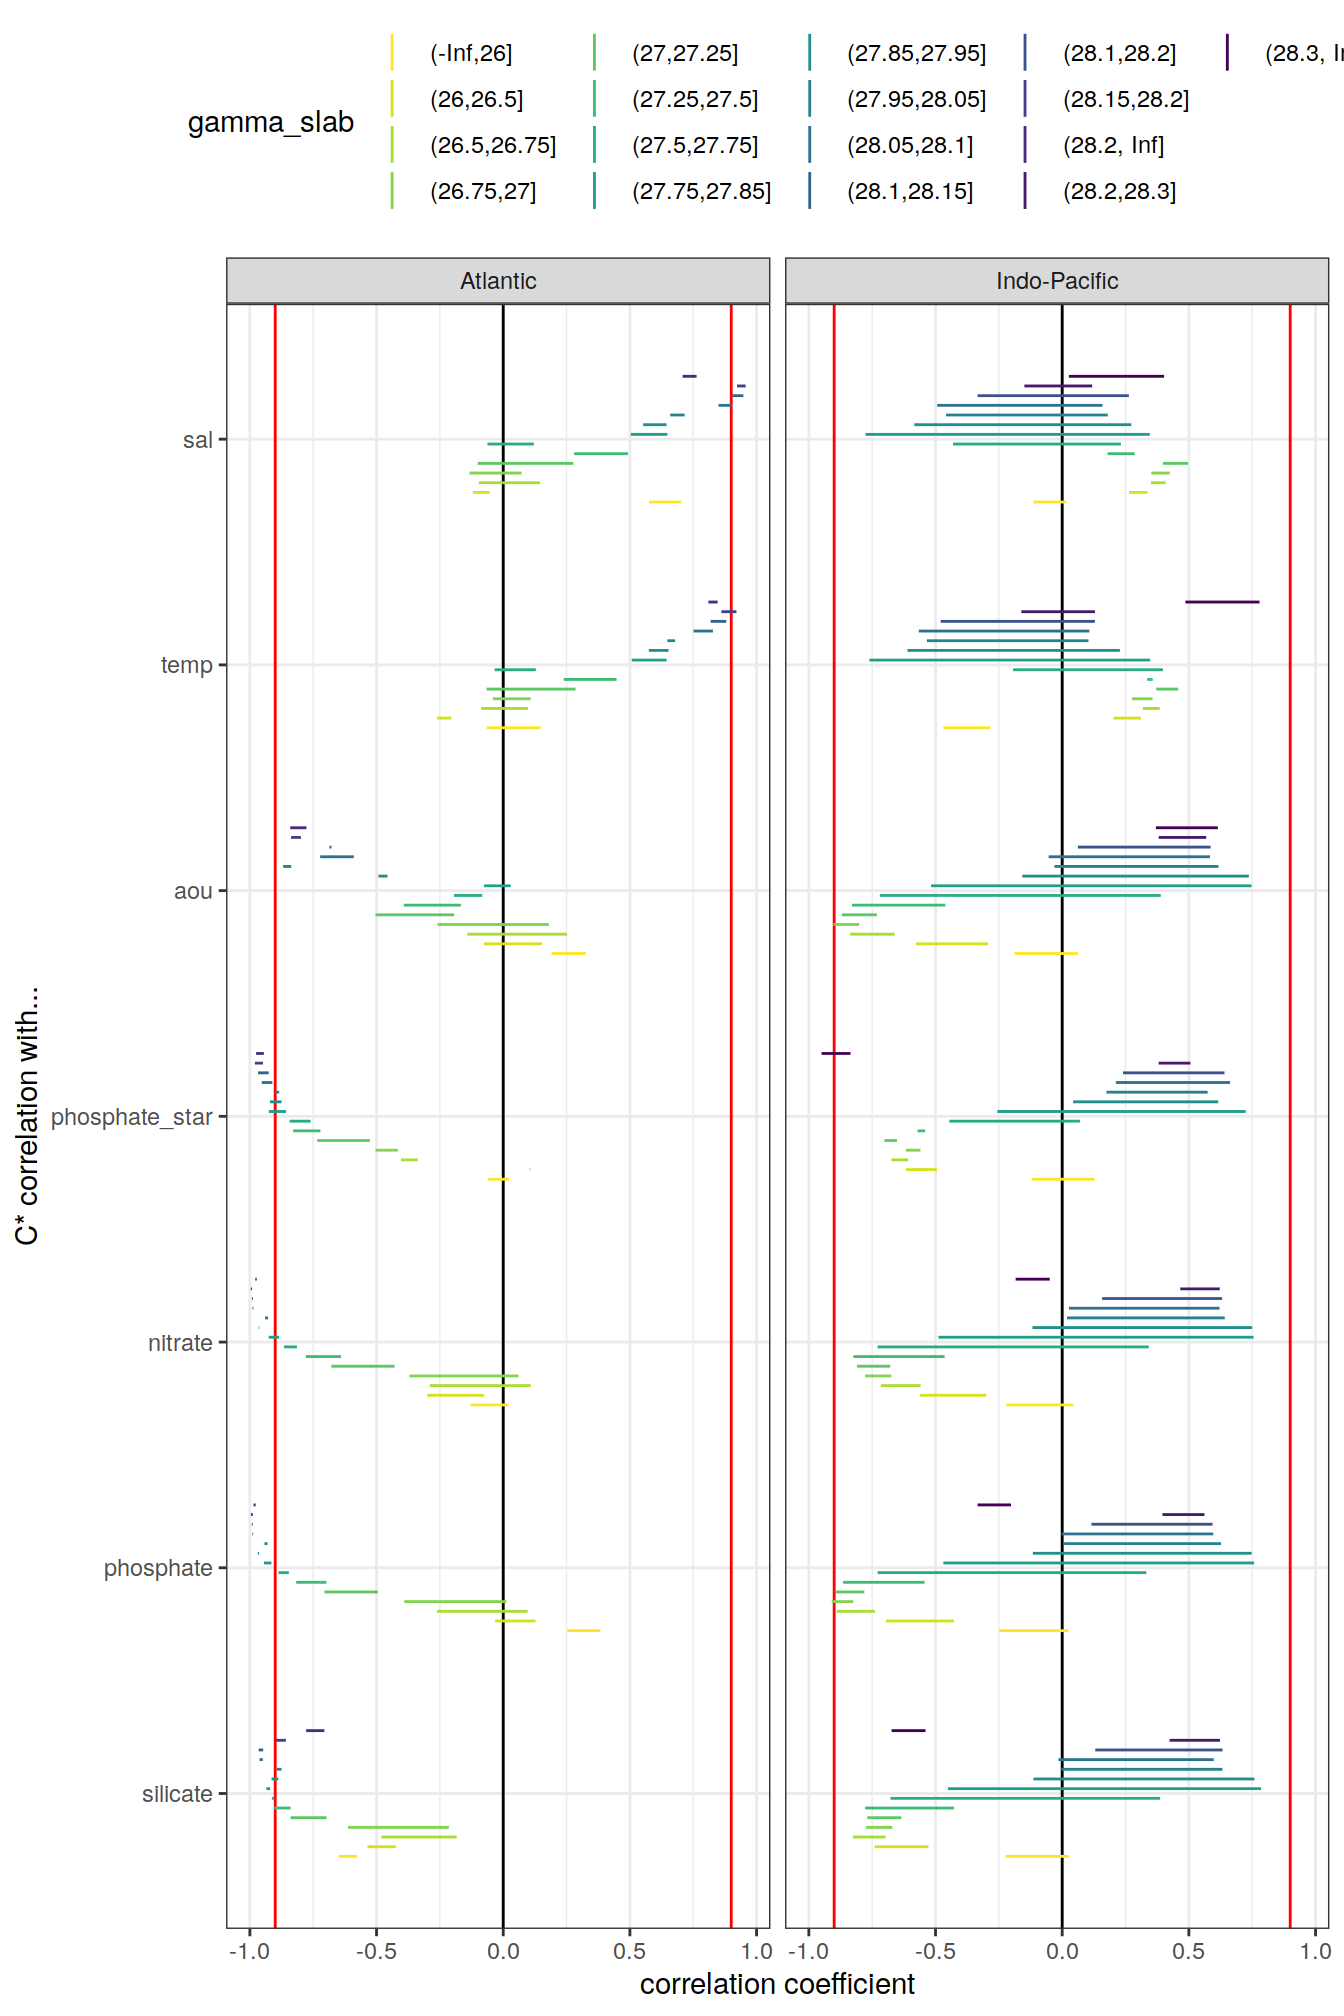 gamma_slab
(-Inf,26] (27,27.25] (27.85,27.95] (28.1,28.2] (28.3, I
(26,26.5] (27.25,27.5] (27.95,28.05] (28.15,28.2]
(26.5,26.75] (27.5,27.75] (28.05,28.1] (28.2, Inf]
(26.75,27] (27.75,27.85] (28.1,28.15] (28.2,28.3]
Atlantic Indo-Pacific
C* correlation with...
sal
temp
aou
phosphate_star
nitrate
phosphate
silicate
-1.0 -0.5 0.0 0.5 1.0 -1.0 -0.5 0.0 0.5 1.0
correlation coefficient